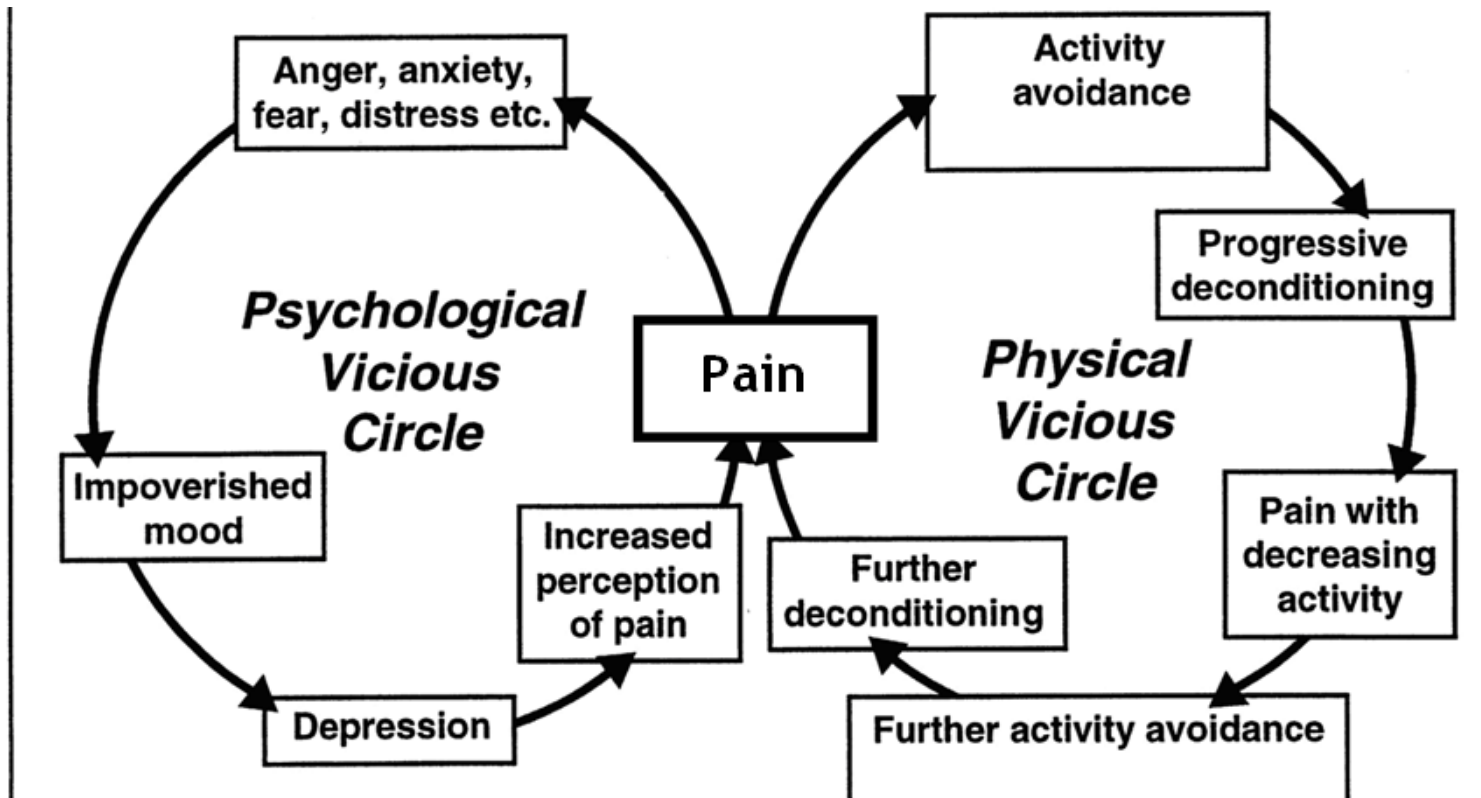 Anger, anxiety,
fear, distress etc.
Activity
avoidance
Progressive
deconditioning
Psychological
Vicious
Circle
Pain
Physical
Vicious
Circle
Impoverished
mood
Increased
perception
of pain
Further
deconditioning
Pain with
decreasing
activity
Depression
Further activity avoidance